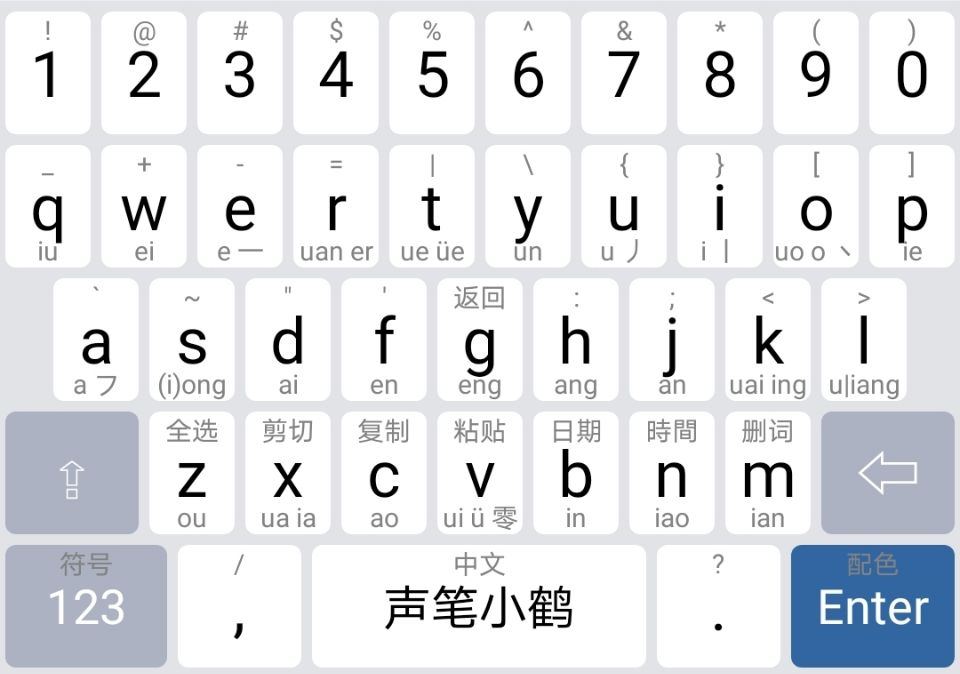 ! @ # $ % ^ & * ( )
1 2 3 4 5 6 7 8 9 0
_ + - = | \ { } [ ]
q w e r t y u i o p
iu ei e 一 uan er ue üe un u 丿 i 丨 uo o 丶 ie
` ~ " ' 返回 : ; < >
a s d f g h j k l
a フ (i)ong ai en eng ang an uai ing u|iang
全选 剪切 复制 粘贴 日期 時間 删词
z x c v b n m
ou ua ia ao ui ü 零 in iao ian
符号 / 中文 ? 配色
123 , 声笔小鹤 . Enter